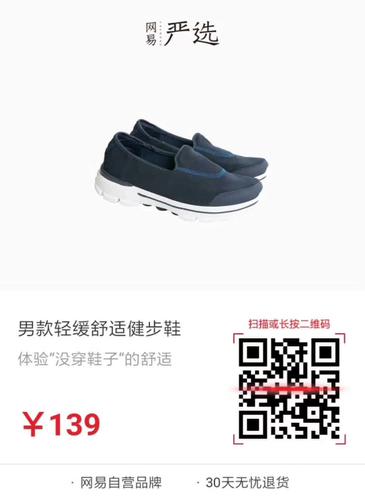 网易严选
扫描或长按二维码
男款轻缓舒适健步鞋
体验"没穿鞋子"的舒适
￥139
· 网易自营品牌 · 30天无忧退货